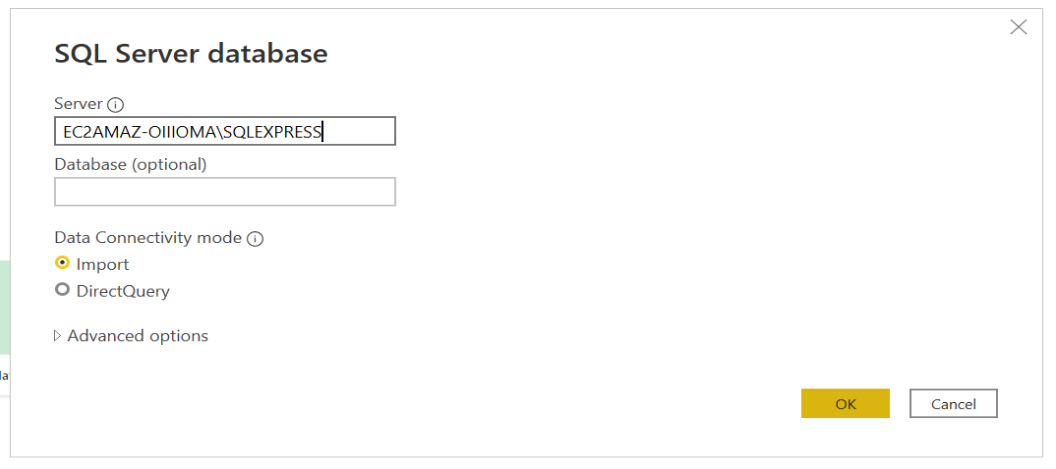 SQL Server database
Server
EC2AMAZ-OIIIOMA\SQLEXPRESS
Database (optional)
Data Connectivity mode
Import
DirectQuery
Advanced options
OK
Cancel